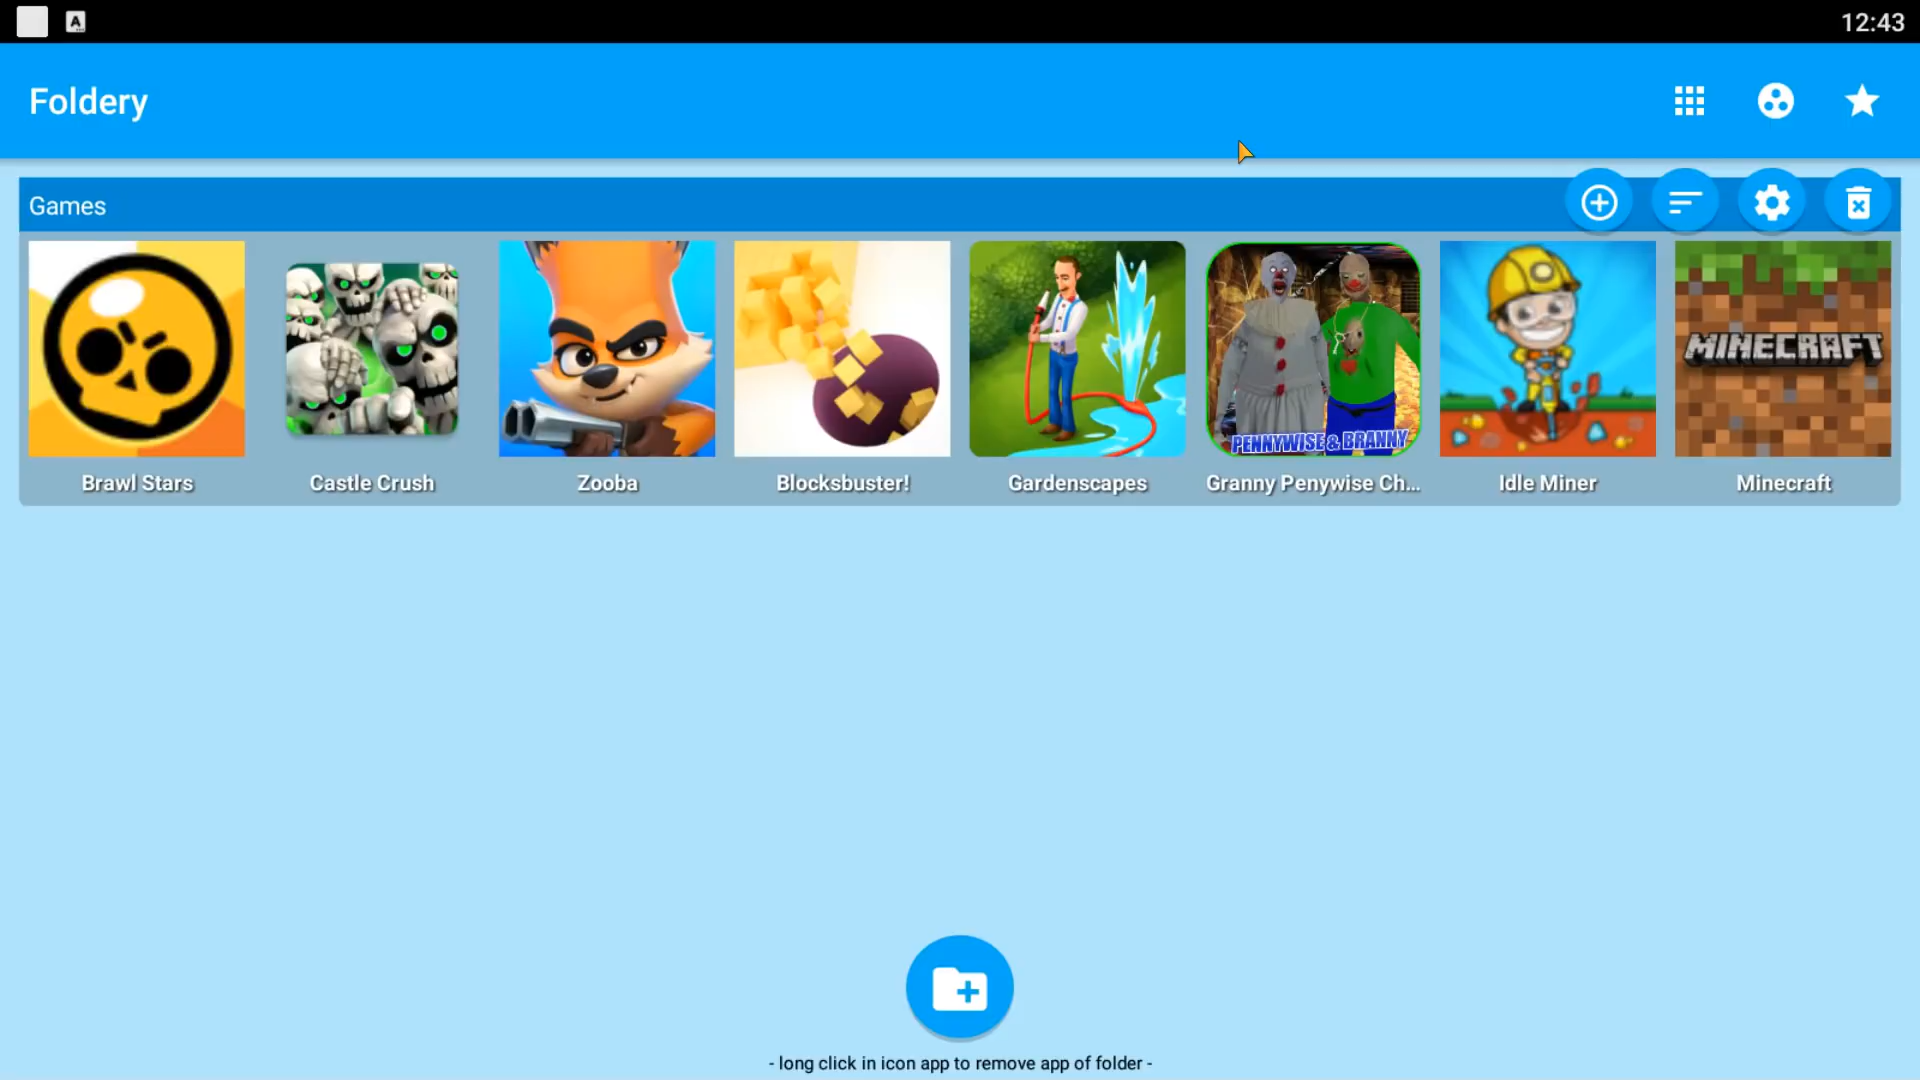 A
12:43
Foldery
Games
MINECRAFT
PENNYWISE & BRANNY
Brawl Stars
Castle Crush
Zooba
Blocksbuster!
Gardenscapes
Granny Penywise Ch...
Idle Miner
Minecraft
- long click in icon app to remove app of folder -